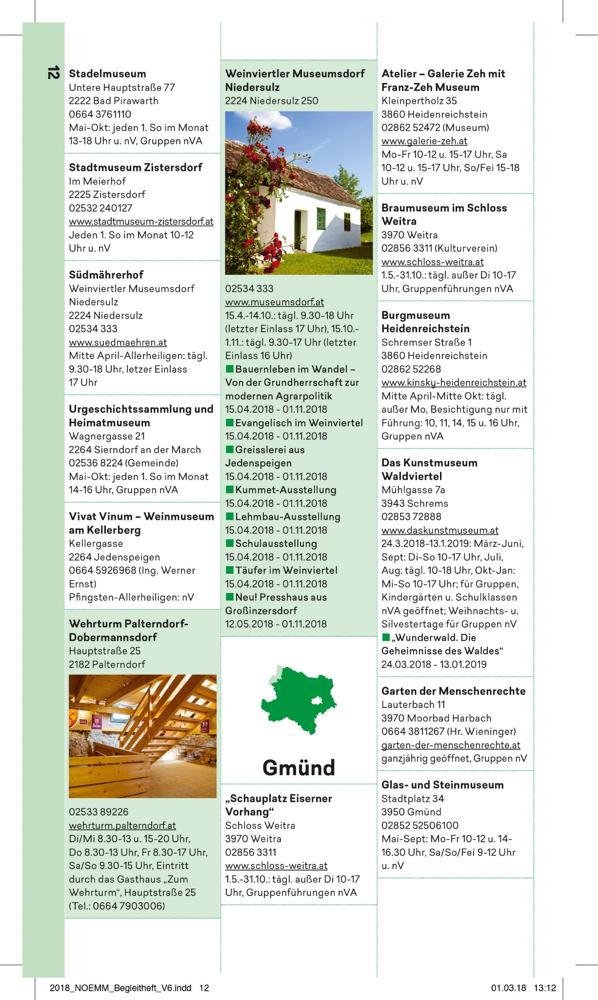 12
Stadelmuseum
Untere Hauptstraße 77
2222 Bad Pirawarth
0664 3761110
Mai-Okt: jeden 1. So im Monat
13-18 Uhr u. nV, Gruppen nVA
Stadtmuseum Zistersdorf
Im Meierhof
2225 Zistersdorf
02532 240127
www.stadtmuseum-zistersdorf.at
Jeden 1. So im Monat 10-12
Uhr u. nV
Südmährerhof
Weinviertler Museumsdorf
Niedersulz
2224 Niedersulz
02534 333
www.suedmaehren.at
Mitte April-Allerheiligen: tägl.
9.30-18 Uhr, letzer Einlass
17 Uhr
Urgeschichtssammlung und
Heimatmuseum
Wagnergasse 21
2264 Sierndorf an der March
02536 8224 (Gemeinde)
Mai-Okt: jeden 1. So im Monat
14-16 Uhr, Gruppen nVA
Vivat Vinum – Weinmuseum
am Kellerberg
Kellergasse
2264 Jedenspeigen
0664 5926968 (Ing. Werner
Ernst)
Pfingsten-Allerheiligen: nV
Wehrturm Palterndorf-
Dobermannsdorf
Hauptstraße 25
2182 Palterndorf
02533 89226
wehrturm.palterndorf.at
Di/Mi 8.30-13 u. 15-20 Uhr,
Do 8.30-13 Uhr, Fr 8.30-17 Uhr,
Sa/So 9.30-15 Uhr, Eintritt
durch das Gasthaus „Zum
Wehrturm“, Hauptstraße 25
(Tel.: 0664 7903006)
Weinviertler Museumsdorf
Niedersulz
2224 Niedersulz 250
02534 333
www.museumsdorf.at
15.4.-14.10.: tägl. 9.30-18 Uhr
(letzter Einlass 17 Uhr), 15.10.-
1.11.: tägl. 9.30-17 Uhr (letzter
Einlass 16 Uhr)
■ Bauernleben im Wandel –
Von der Grundherrschaft zur
modernen Agrarpolitik
15.04.2018 - 01.11.2018
■ Evangelisch im Weinviertel
15.04.2018 - 01.11.2018
■ Greisslerei aus
Jedenspeigen
15.04.2018 - 01.11.2018
■ Kummet-Ausstellung
15.04.2018 - 01.11.2018
■ Lehmbau-Ausstellung
15.04.2018 - 01.11.2018
■ Schulausstellung
15.04.2018 - 01.11.2018
■ Täufer im Weinviertel
15.04.2018 - 01.11.2018
■ Neu! Presshaus aus
Großinzersdorf
12.05.2018 - 01.11.2018
Gmünd
„Schauplatz Eiserner
Vorhang“
Schloss Weitra
3970 Weitra
02856 3311
www.schloss-weitra.at
1.5.-31.10.: tägl. außer Di 10-17
Uhr, Gruppenführungen nVA
Atelier – Galerie Zeh mit
Franz-Zeh Museum
Kleinpertholz 35
3860 Heidenreichstein
02862 52472 (Museum)
www.galerie-zeh.at
Mo-Fr 10-12 u. 15-17 Uhr, Sa
10-12 u. 15-17 Uhr, So/Fei 15-18
Uhr u. nV
Braumuseum im Schloss
Weitra
3970 Weitra
02856 3311 (Kulturverein)
www.schloss-weitra.at
1.5.-31.10.: tägl. außer Di 10-17
Uhr, Gruppenführungen nVA
Burgmuseum
Heidenreichstein
Schremser Straße 1
3860 Heidenreichstein
02862 52268
www.kinsky-heidenreichstein.at
Mitte April-Mitte Okt: tägl.
außer Mo, Besichtigung nur mit
Führung: 10, 11, 14, 15 u. 16 Uhr,
Gruppen nVA
Das Kunstmuseum
Waldviertel
Mühlgasse 7a
3943 Schrems
02853 72888
www.daskunstmuseum.at
24.3.2018-13.1.2019: März-Juni,
Sept: Di-So 10-17 Uhr, Juli,
Aug: tägl. 10-18 Uhr, Okt-Jan:
Mi-So 10-17 Uhr; für Gruppen,
Kindergärten u. Schulklassen
nVA geöffnet; Weihnachts- u.
Silvestertage für Gruppen nV
■ „Wunderwald. Die
Geheimnisse des Waldes“
24.03.2018 - 13.01.2019
Garten der Menschenrechte
Lauterbach 11
3970 Moorbad Harbach
0664 3811267 (Hr. Wieninger)
garten-der-menschenrechte.at
ganzjährig geöffnet, Gruppen nV
Glas- und Steinmuseum
Stadtplatz 34
3950 Gmünd
02852 52506100
Mai-Sept: Mo-Fr 10-12 u. 14-
16.30 Uhr, Sa/So/Fei 9-12 Uhr
u. nV
2018_NOEMM_Begleitheft_V6.indd 12
01.03.18 13:12